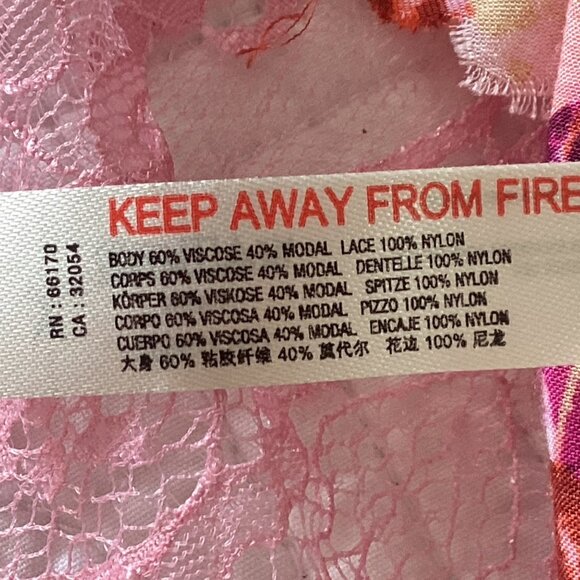 KEEP AWAY FROM FIRE
BODY 60% VISCOSE 40% MODAL LACE 100% NYLON
CORPS 60% VISCOSE 40% MODAL DENTELLE 100% NYLON
KÖRPER 60% VISKOSE 40% MODAL SPITZE 100% NYLON
CORPO 60% VISCOSA 40% MODAL PIZZO 100% NYLON
CUERPO 60% VISCOSA 40% MODAL ENCAJE 100% NYLON
大身 60% 粘胶纤维 40% 莫代尔 花边 100% 尼龙
RN : 66170
CA : 32054